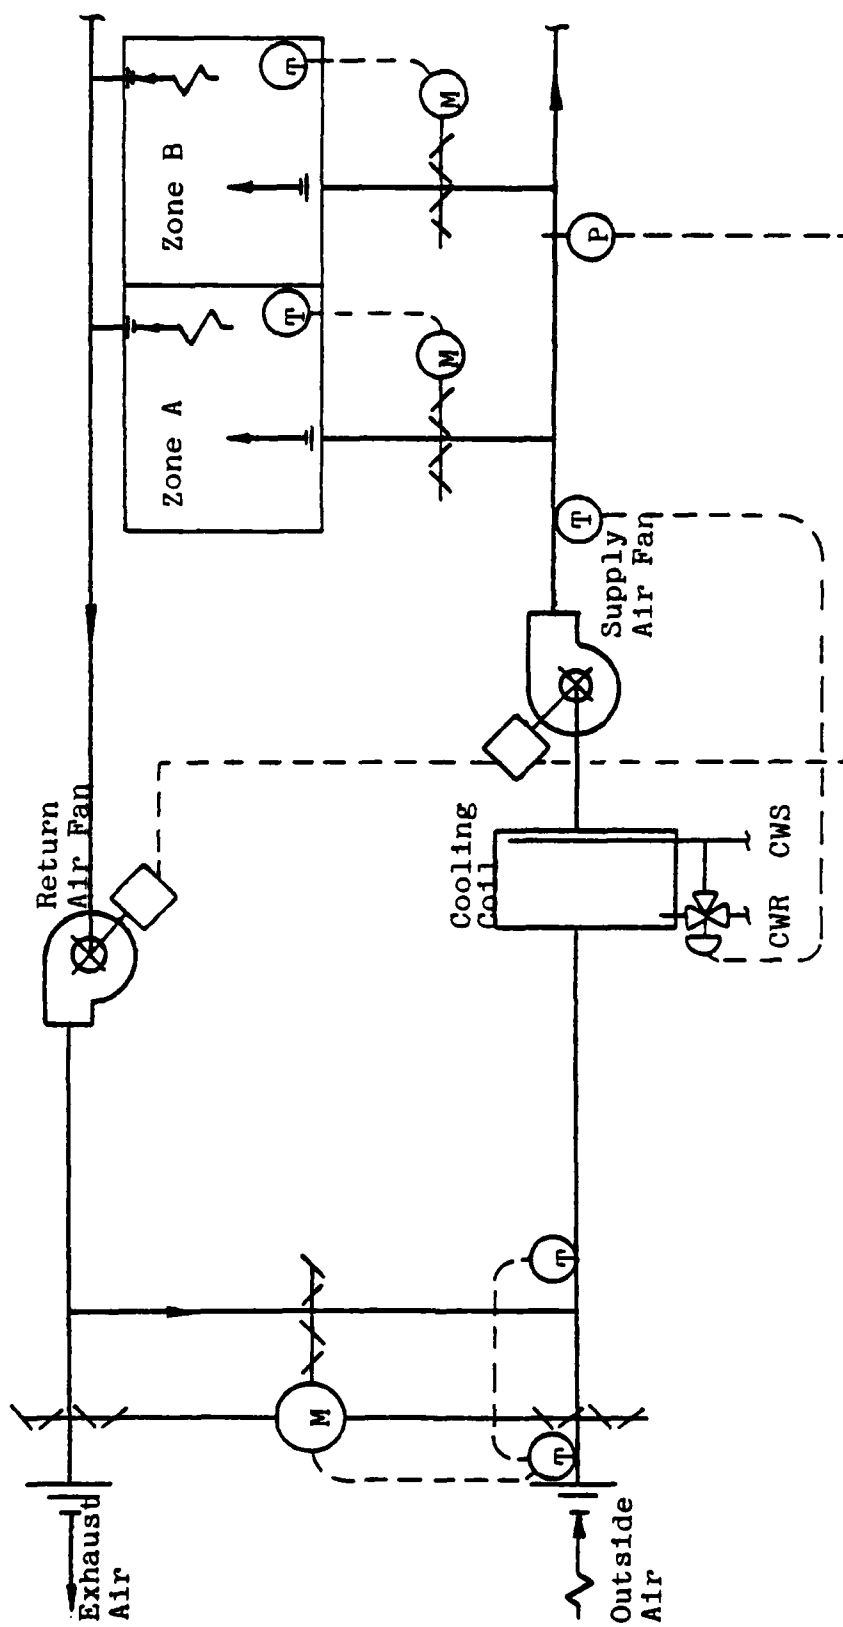 Exhaust
Air
Outside
Air
M
T
T
Return
Air Fan
Cooling
Coil
CWR
CWS
Supply
Air Fan
T
P
Zone A
T
M
Zone B
T
M